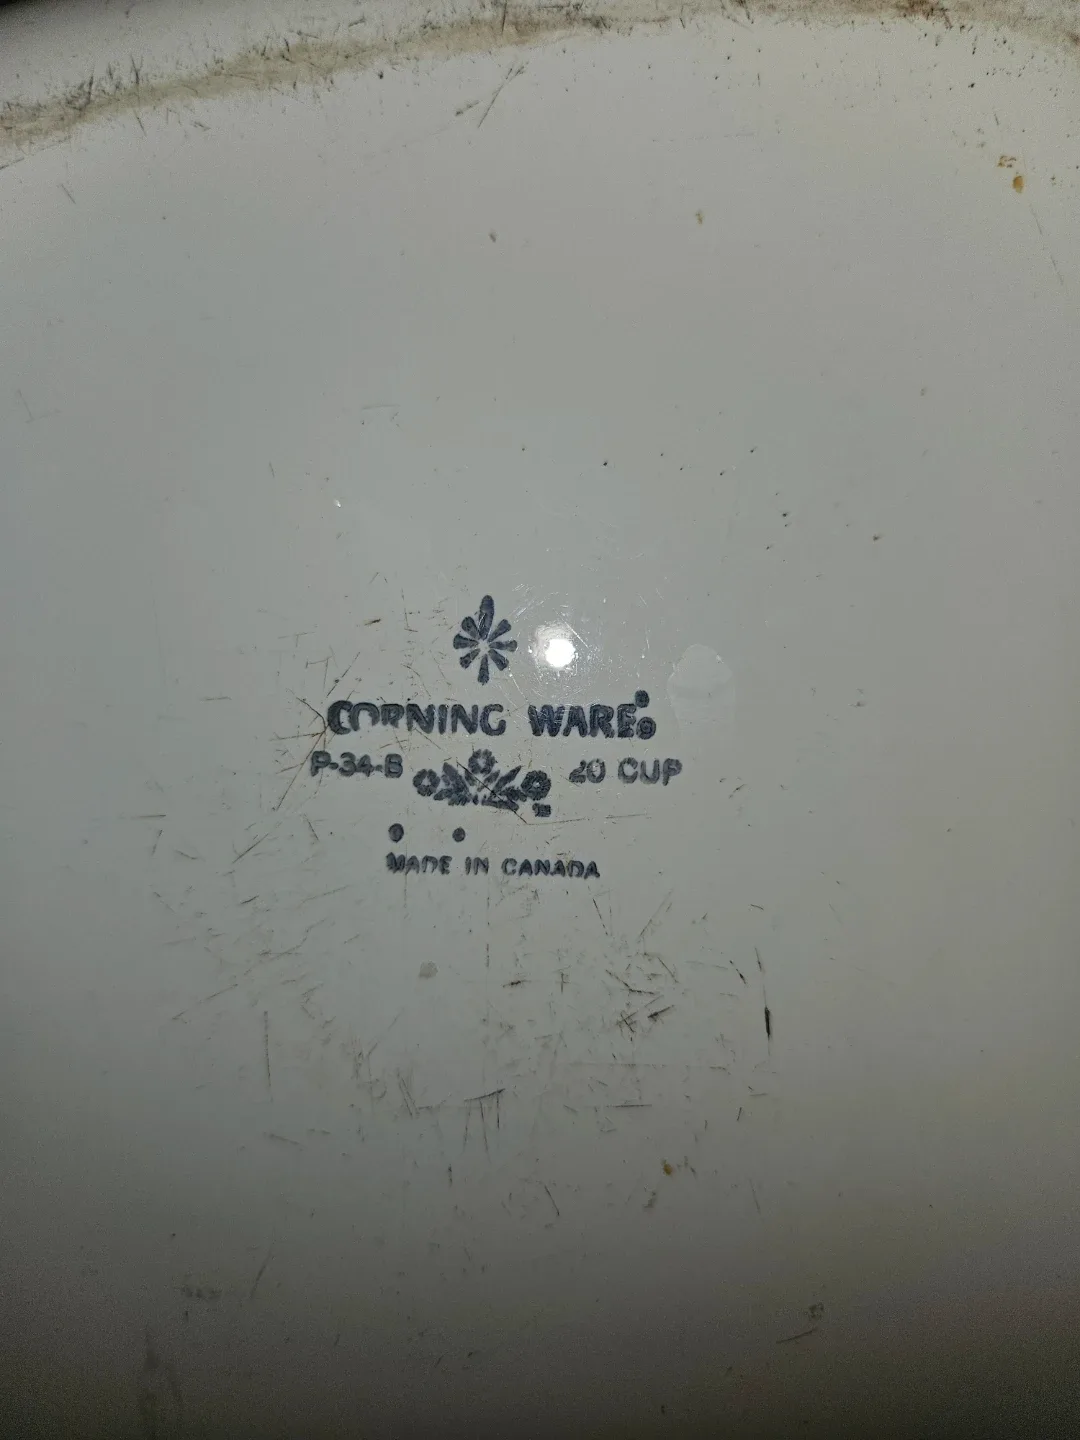 CORNING WARE®
P-34-B 20 CUP
MADE IN CANADA